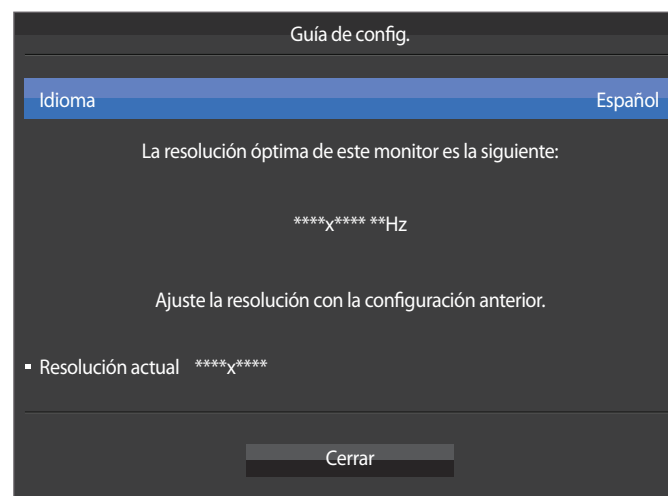 Guía de config.
Idioma Español
La resolución óptima de este monitor es la siguiente:
****x**** **Hz
Ajuste la resolución con la configuración anterior.
Resolución actual ****x****
Cerrar